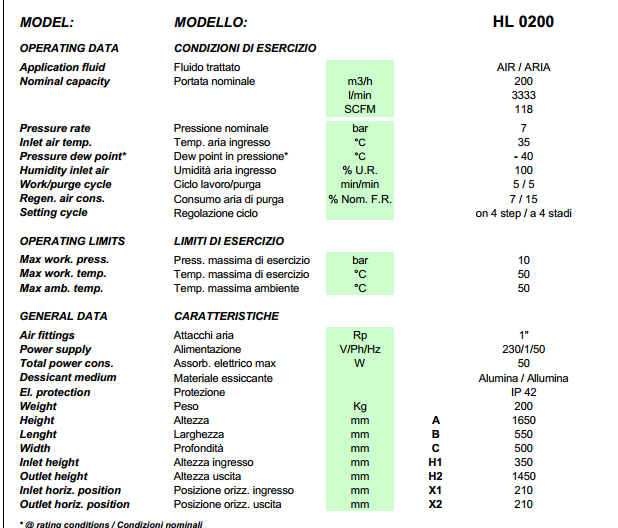 MODEL: MODELLO: HL 0200
OPERATING DATA CONDIZIONI DI ESERCIZIO
Application fluid Fluido trattato AIR / ARIA
Nominal capacity Portata nominale m3/h 200
l/min 3333
SCFM 118
Pressure rate Pressione nominale bar 7
Inlet air temp. Temp. aria ingresso °C 35
Pressure dew point* Dew point in pressione* °C - 40
Humidity inlet air Umidità aria ingresso % U.R. 100
Work/purge cycle Ciclo lavoro/purga min/min 5 / 5
Regen. air cons. Consumo aria di purga % Nom. F.R. 7 / 15
Setting cycle Regolazione ciclo on 4 step / a 4 stadi
OPERATING LIMITS LIMITI DI ESERCIZIO
Max work. press. Press. massima di esercizio bar 10
Max work. temp. Temp. massima di esercizio °C 50
Max amb. temp. Temp. massima ambiente °C 50
GENERAL DATA CARATTERISTICHE
Air fittings Attacchi aria Rp 1"
Power supply Alimentazione V/Ph/Hz 230/1/50
Total power cons. Assorb. elettrico max W 50
Dessicant medium Materiale essiccante Alumina / Allumina
El. protection Protezione IP 42
Weight Peso Kg 200
Height Altezza mm A 1650
Lenght Larghezza mm B 550
Width Profondità mm C 500
Inlet height Altezza ingresso mm H1 350
Outlet height Altezza uscita mm H2 1450
Inlet horiz. position Posizione orizz. ingresso mm X1 210
Outlet horiz. position Posizione orizz. uscita mm X2 210
* @ rating conditions / Condizioni nominali